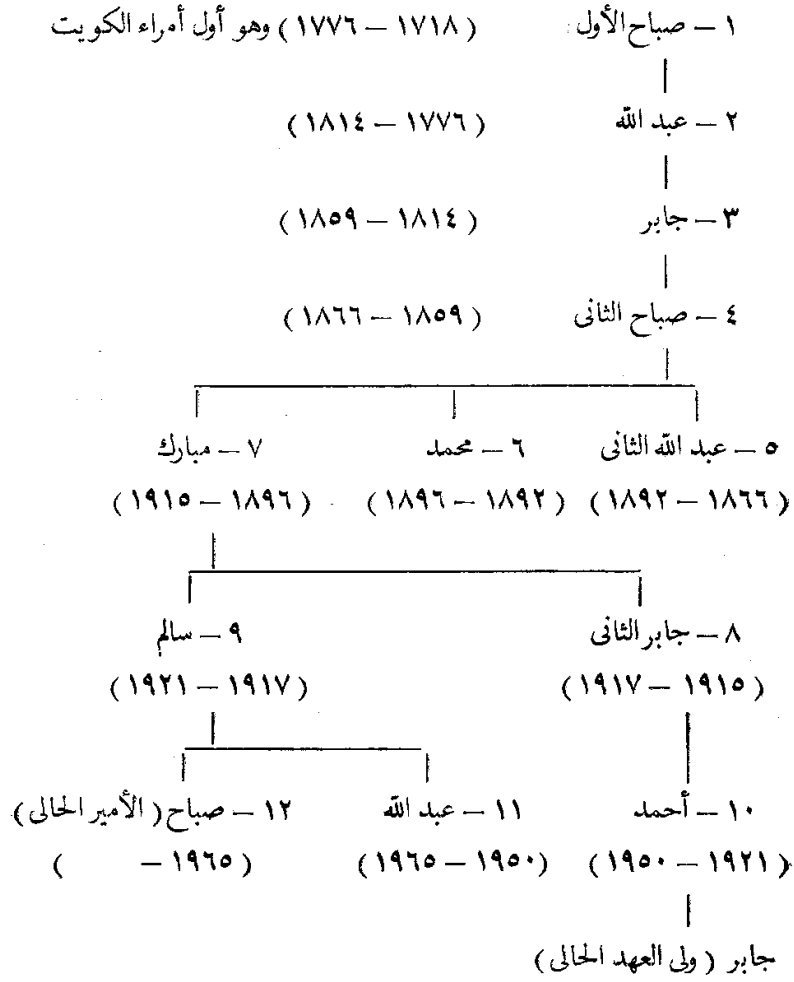 ١ – صباح الأول (١٧١٨ – ١٧٧٦) وهو أول أمراء الكويت
٢ – عبد الله (١٧٧٦ – ١٨١٤)
٣ – جابر (١٨١٤ – ١٨٥٩)
٤ – صباح الثانى (١٨٥٩ – ١٨٦٦)
٥ – عبد الله الثانى ٦ – محمد ٧ – مبارك
(١٨٦٦ – ١٨٩٢) (١٨٩٢ – ١٨٩٦) (١٨٩٦ – ١٩١٥)
٨ – جابر الثانى ٩ – سالم
(١٩١٥ – ١٩١٧) (١٩١٧ – ١٩٢١)
١٠ – أحمد ١١ – عبد الله ١٢ – صباح (الأمير الحالى)
(١٩٢١ – ١٩٥٠) (١٩٥٠ – ١٩٦٥) (١٩٦٥ – )
جابر (ولى العهد الحالى)